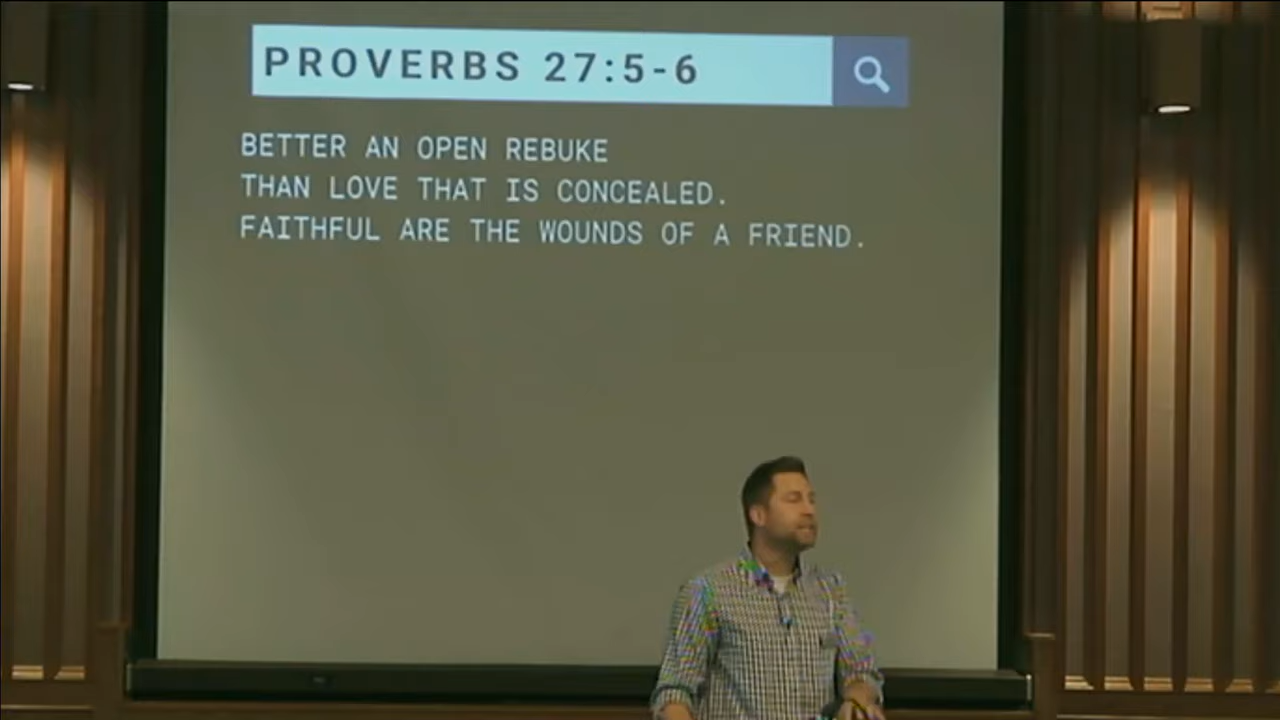 PROVERBS 27:5-6
BETTER AN OPEN REBUKE
THAN LOVE THAT IS CONCEALED.
FAITHFUL ARE THE WOUNDS OF A FRIEND.